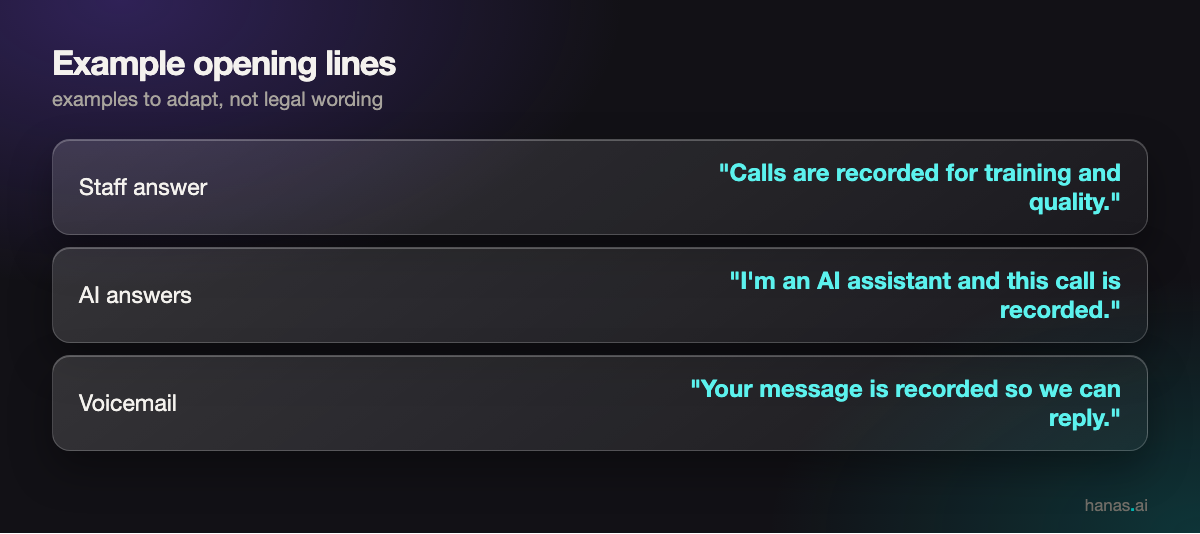 Example opening lines
examples to adapt, not legal wording
Staff answer
"Calls are recorded for training and
quality."
AI answers
"I'm an AI assistant and this call is
recorded."
Voicemail
"Your message is recorded so we can
reply."
hanas.ai